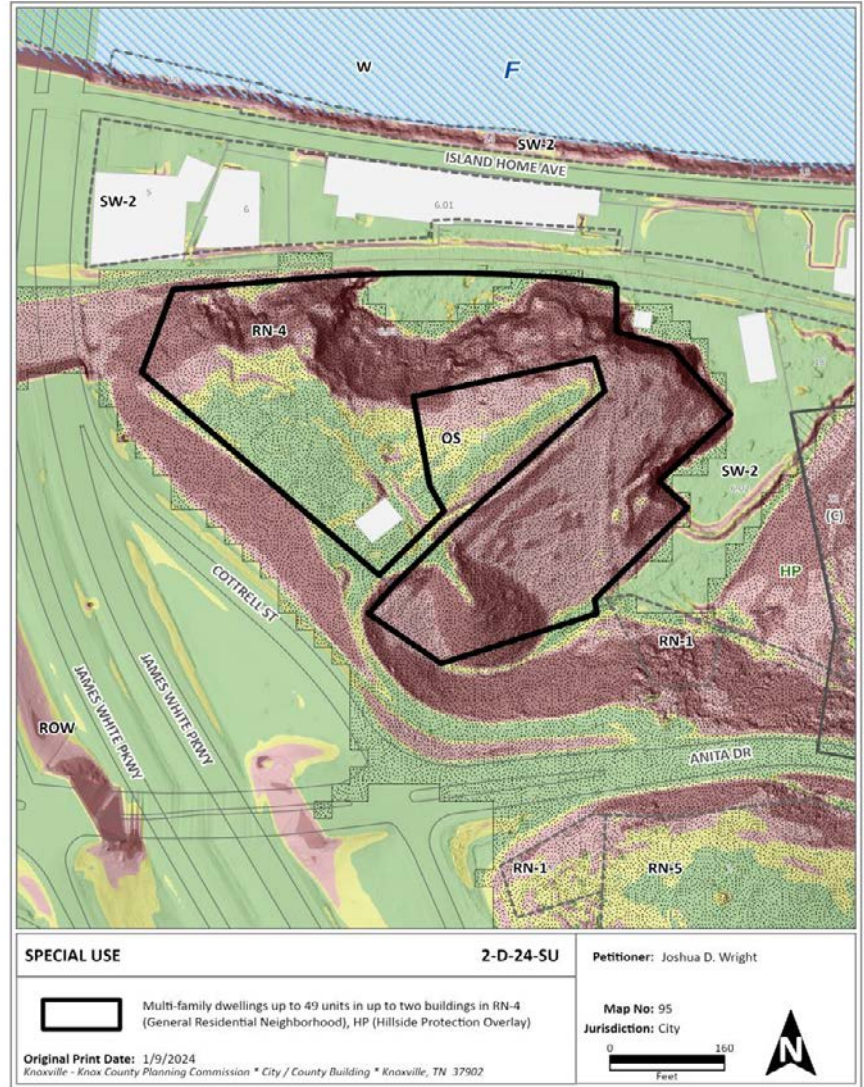 W
F
SW-2
ISLAND HOME AVE
SW-2
5
6
6.01
RN-4
OS
SW-2
(C)
HP
RN-1
COTTRELL ST
JAMES WHITE PKWY
JAMES WHITE PKWY
ROW
ANITA DR
RN-1
RN-5
SPECIAL USE
2-D-24-SU
Petitioner: Joshua D. Wright
Multi-family dwellings up to 49 units in up to two buildings in RN-4
(General Residential Neighborhood), HP (Hillside Protection Overlay)
Map No: 95
Jurisdiction: City
0 160
Feet
N
Original Print Date: 1/9/2024
Knoxville - Knox County Planning Commission * City / County Building * Knoxville, TN 37902